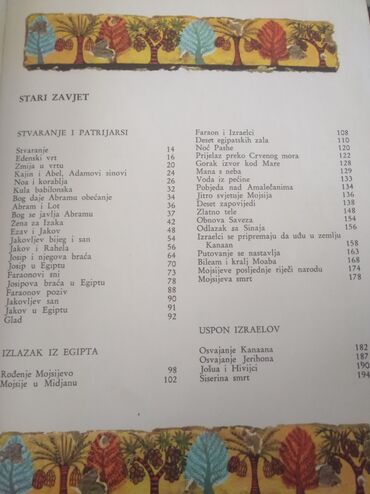 STARI ZAVJET
STVARANJE I PATRIJARSI
Stvaranje 14
Edenski vrt 16
Zmija u vrtu 20
Kajin i Abel, Adamovi sinovi 24
Noa i korablja 26
Kula babilonska 32
Bog daje Abramu obećanje 34
Abram i Lot 36
Bog se javlja Abramu 38
Žena za Izaka 40
Ezav i Jakov 47
Jakovljev bijeg i san 50
Jakov i Rahela 54
Josip i njegova braća 56
Josip u Egiptu 64
Faraonovi sni 68
Josipova braća u Egiptu 70
Faraonov poziv 73
Jakovljev san 78
Jakov u Egiptu 88
Glad 90
91
92
IZLAZAK IZ EGIPTA
Rođenje Mojsijevo 98
Mojsije u Midjanu 102
Faraon i Izraelci 108
Deset egipatskih zala 110
Noć Pashe 120
Prijelaz preko Crvenog mora 122
Gorak izvor kod Mare 128
Mana s neba 129
Voda iz pećine 132
Pobjeda nad Amalečanima 134
Jitro svjetuje Mojsija 136
Deset zapovijedi 138
Zlatno tele 148
Obnova Saveza 154
Odlazak sa Sinaja 156
Izraelci se pripremaju da uđu u zemlju
Kanaan 158
Putovanje se nastavlja 163
Bileam i kralj Moaba 168
Mojsijeve posljednje riječi narodu 174
Mojsijeva smrt 178
USPON IZRAELOV
Osvajanje Kanaana 182
Osvajanje Jerihona 187
Jošua i Hivijci 190
Siserina smrt 194